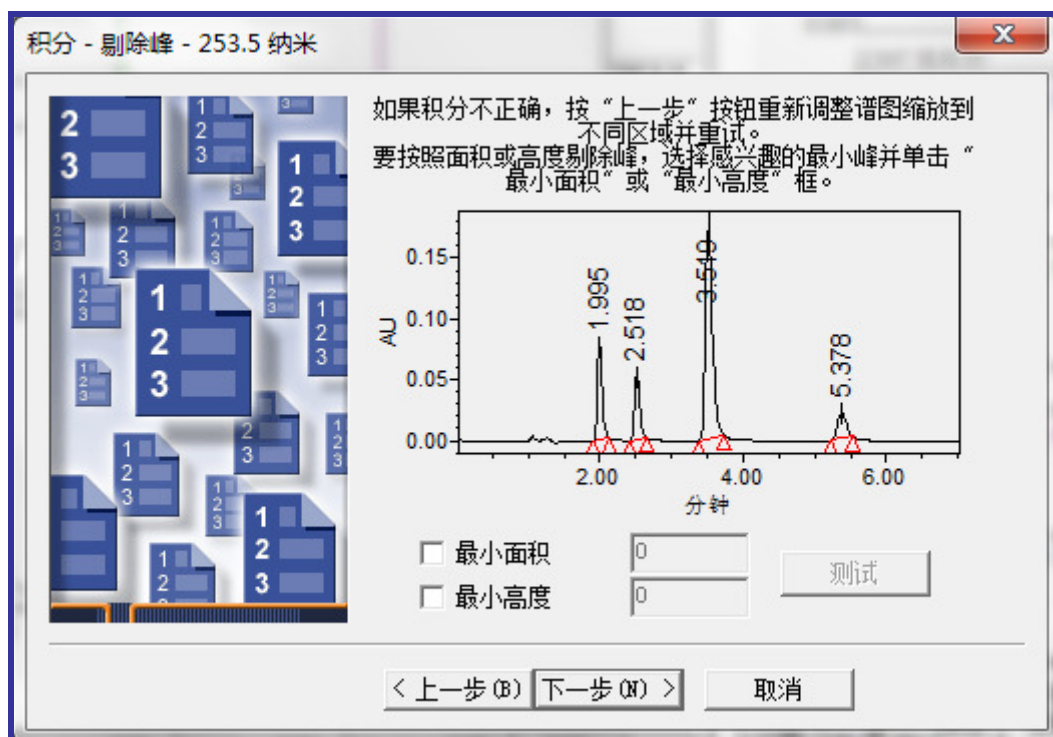 积分 - 剔除峰 - 253.5 纳米
如果积分不正确，按“上一步”按钮重新调整谱图缩放到
不同区域并重试。
要按照面积或高度剔除峰，选择感兴趣的最小峰并单击“
最小面积”或“最小高度”框。
AU
0.15
0.10
0.05
0.00
1.995
2.518
5.378
2.00
4.00
6.00
分钟
最小面积
0
最小高度
0
测试
< 上一步(B)
下一步(N) >
取消
1
2
3